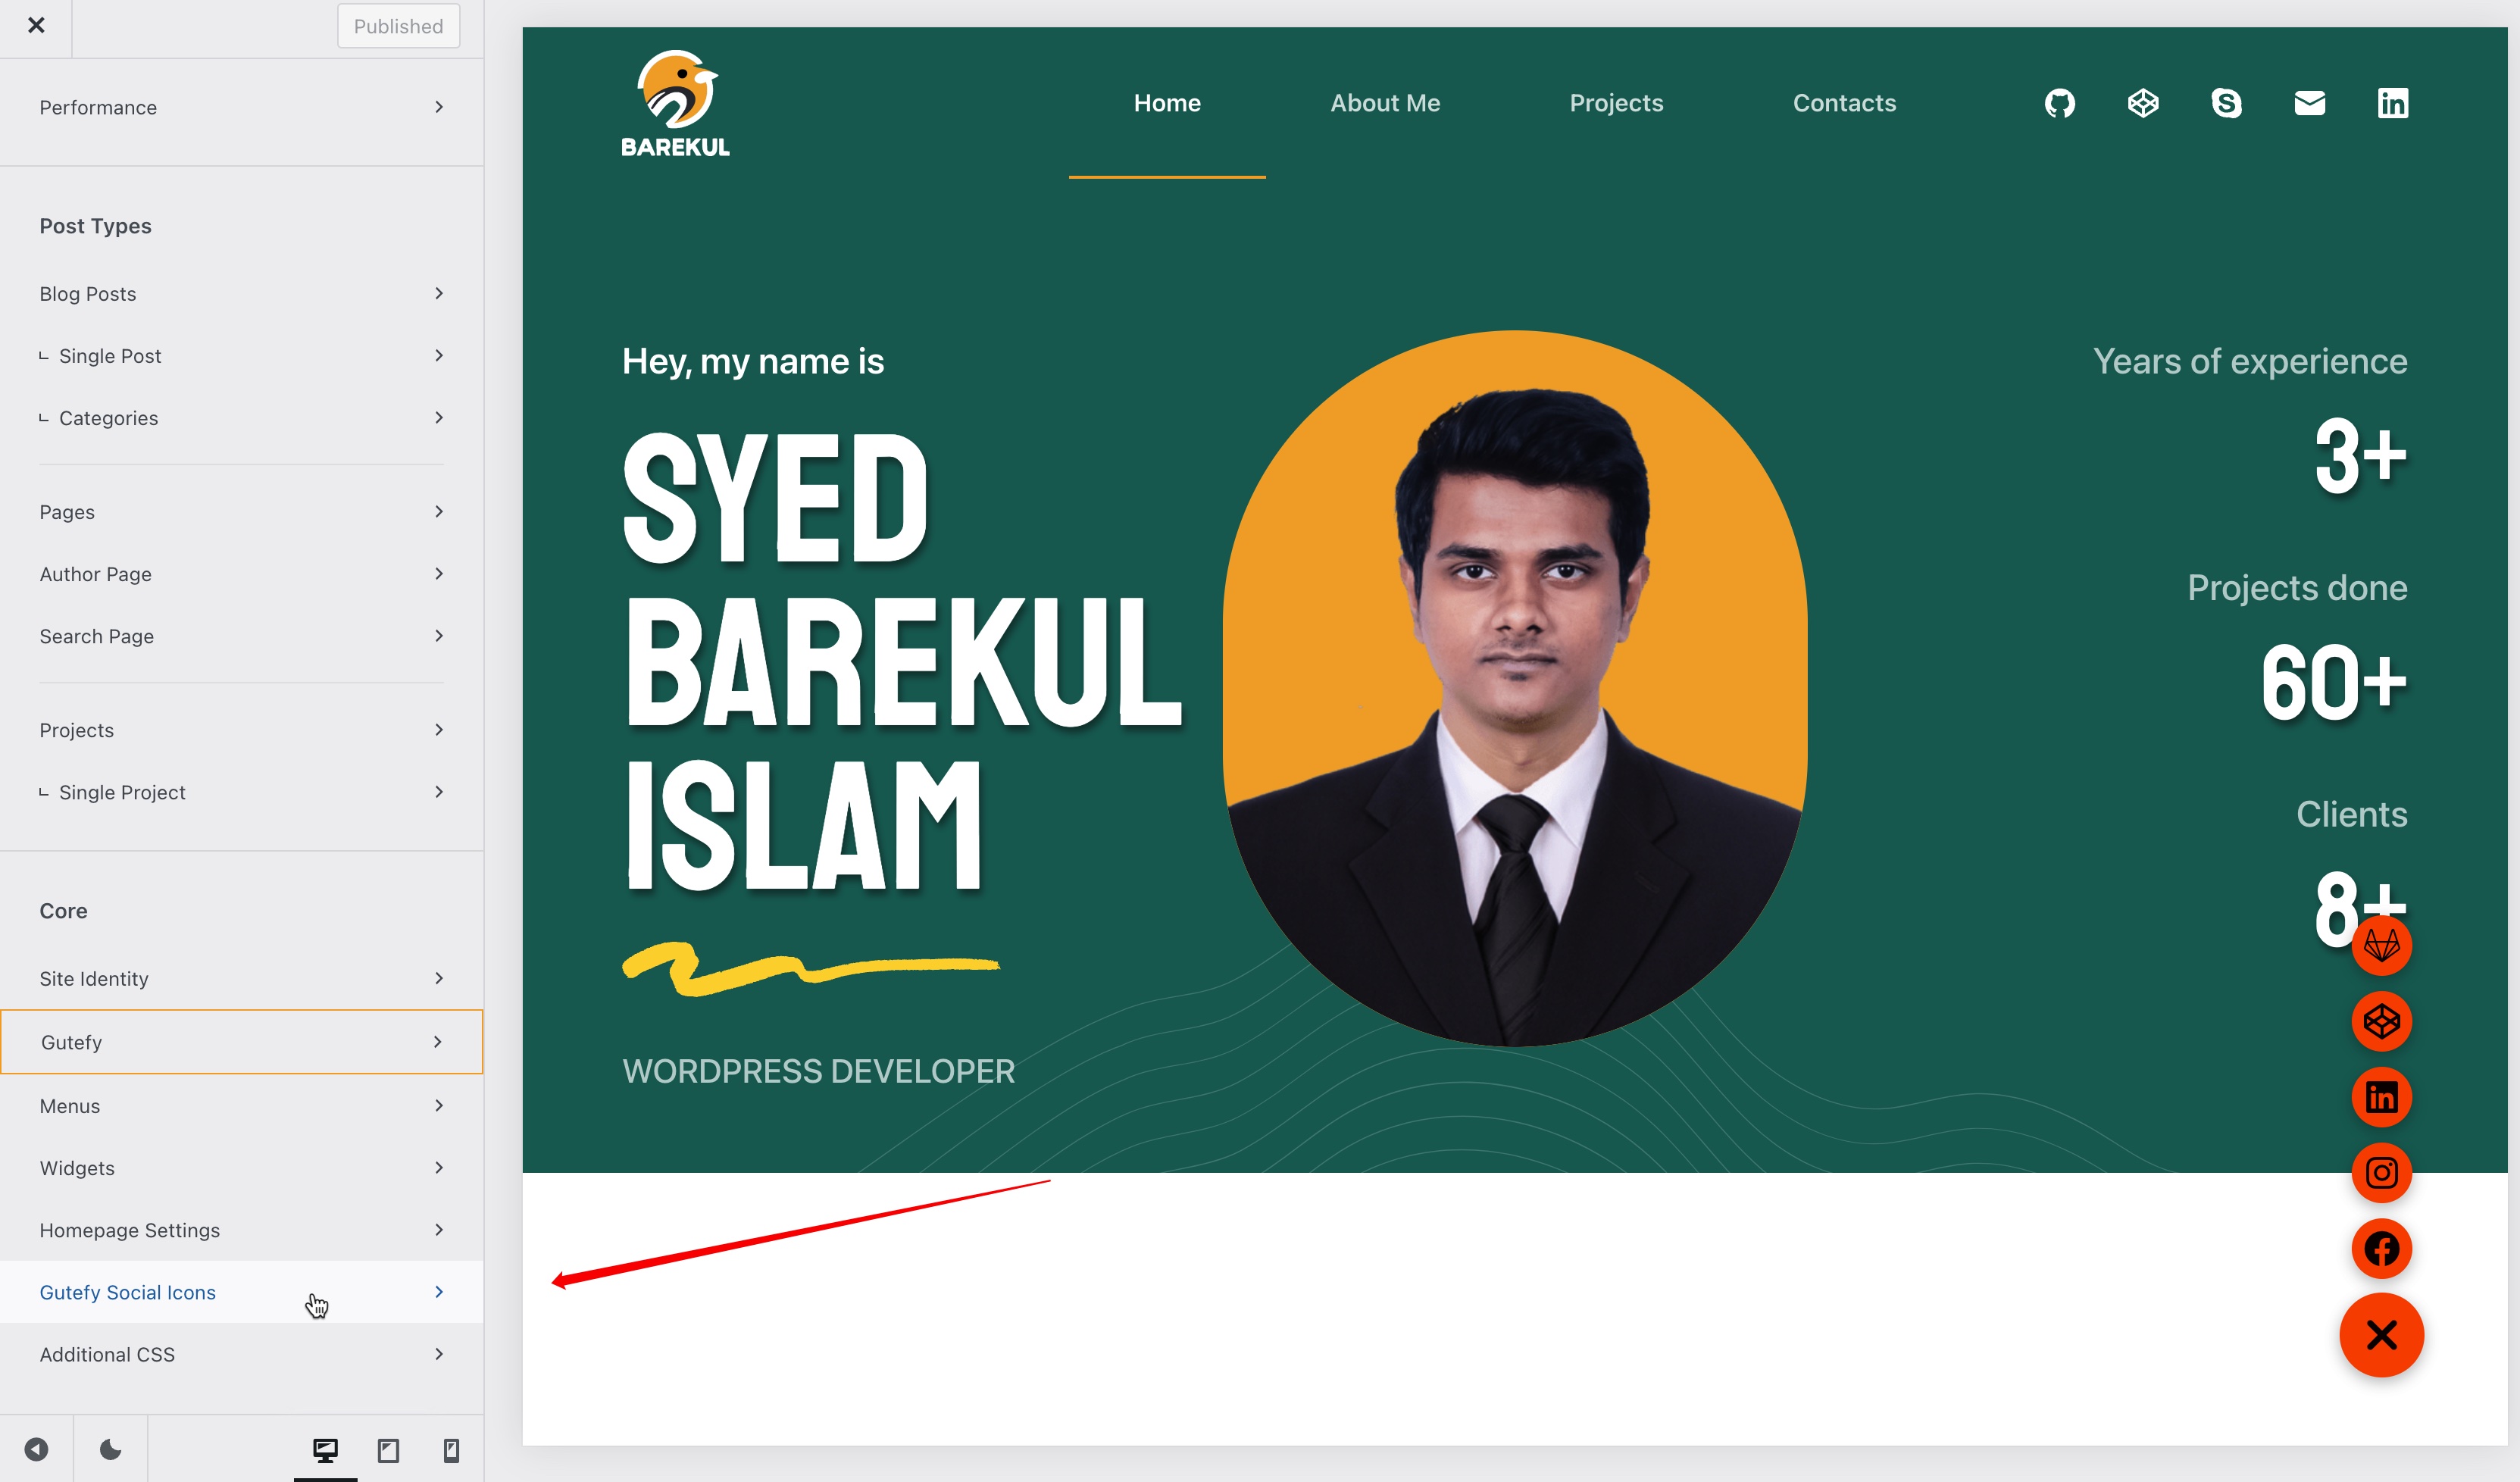 Published
Performance
Post Types
Blog Posts
Single Post
Categories
Pages
Author Page
Search Page
Projects
Single Project
Core
Site Identity
Gutefy
Menus
Widgets
Homepage Settings
Gutefy Social Icons
Additional CSS
BAREKUL
Home
About Me
Projects
Contacts
Hey, my name is
SYED
BAREKUL
ISLAM
WORDPRESS DEVELOPER
Years of experience
3+
Projects done
60+
Clients
8+